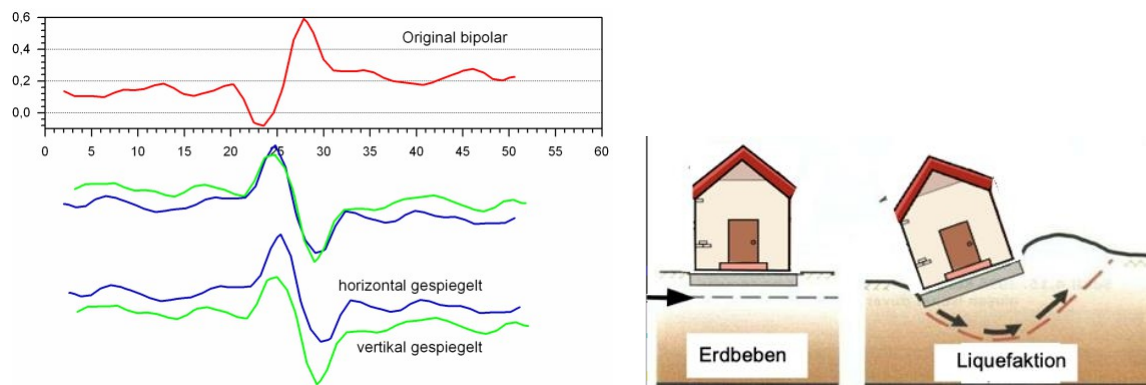 0,6
Original bipolar
0,4
0,2
0,0
0 5 10 15 20 25 30 35 40 45 50 55 60
horizontal gespiegelt
vertikal gespiegelt
Erdbeben
Liquefaktion